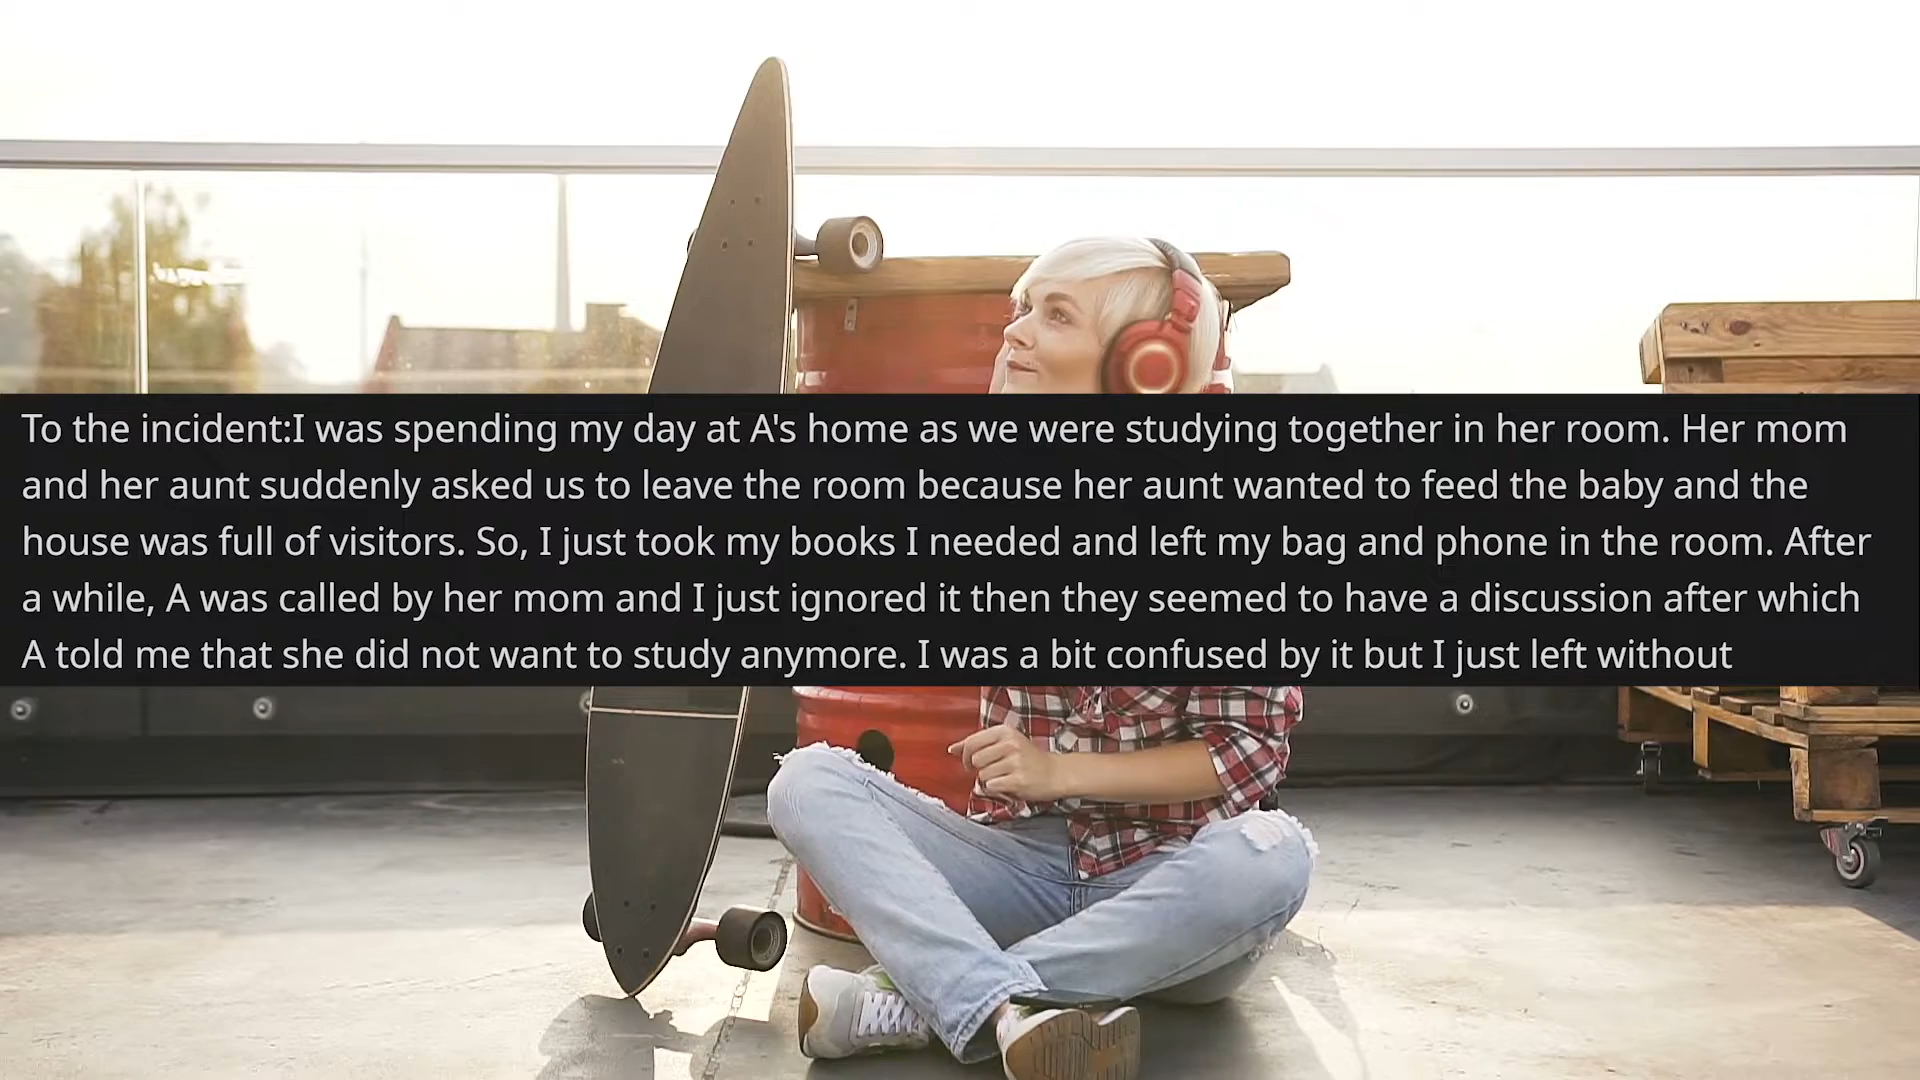 To the incident:I was spending my day at A's home as we were studying together in her room. Her mom
and her aunt suddenly asked us to leave the room because her aunt wanted to feed the baby and the
house was full of visitors. So, I just took my books I needed and left my bag and phone in the room. After
a while, A was called by her mom and I just ignored it then they seemed to have a discussion after which
A told me that she did not want to study anymore. I was a bit confused by it but I just left without